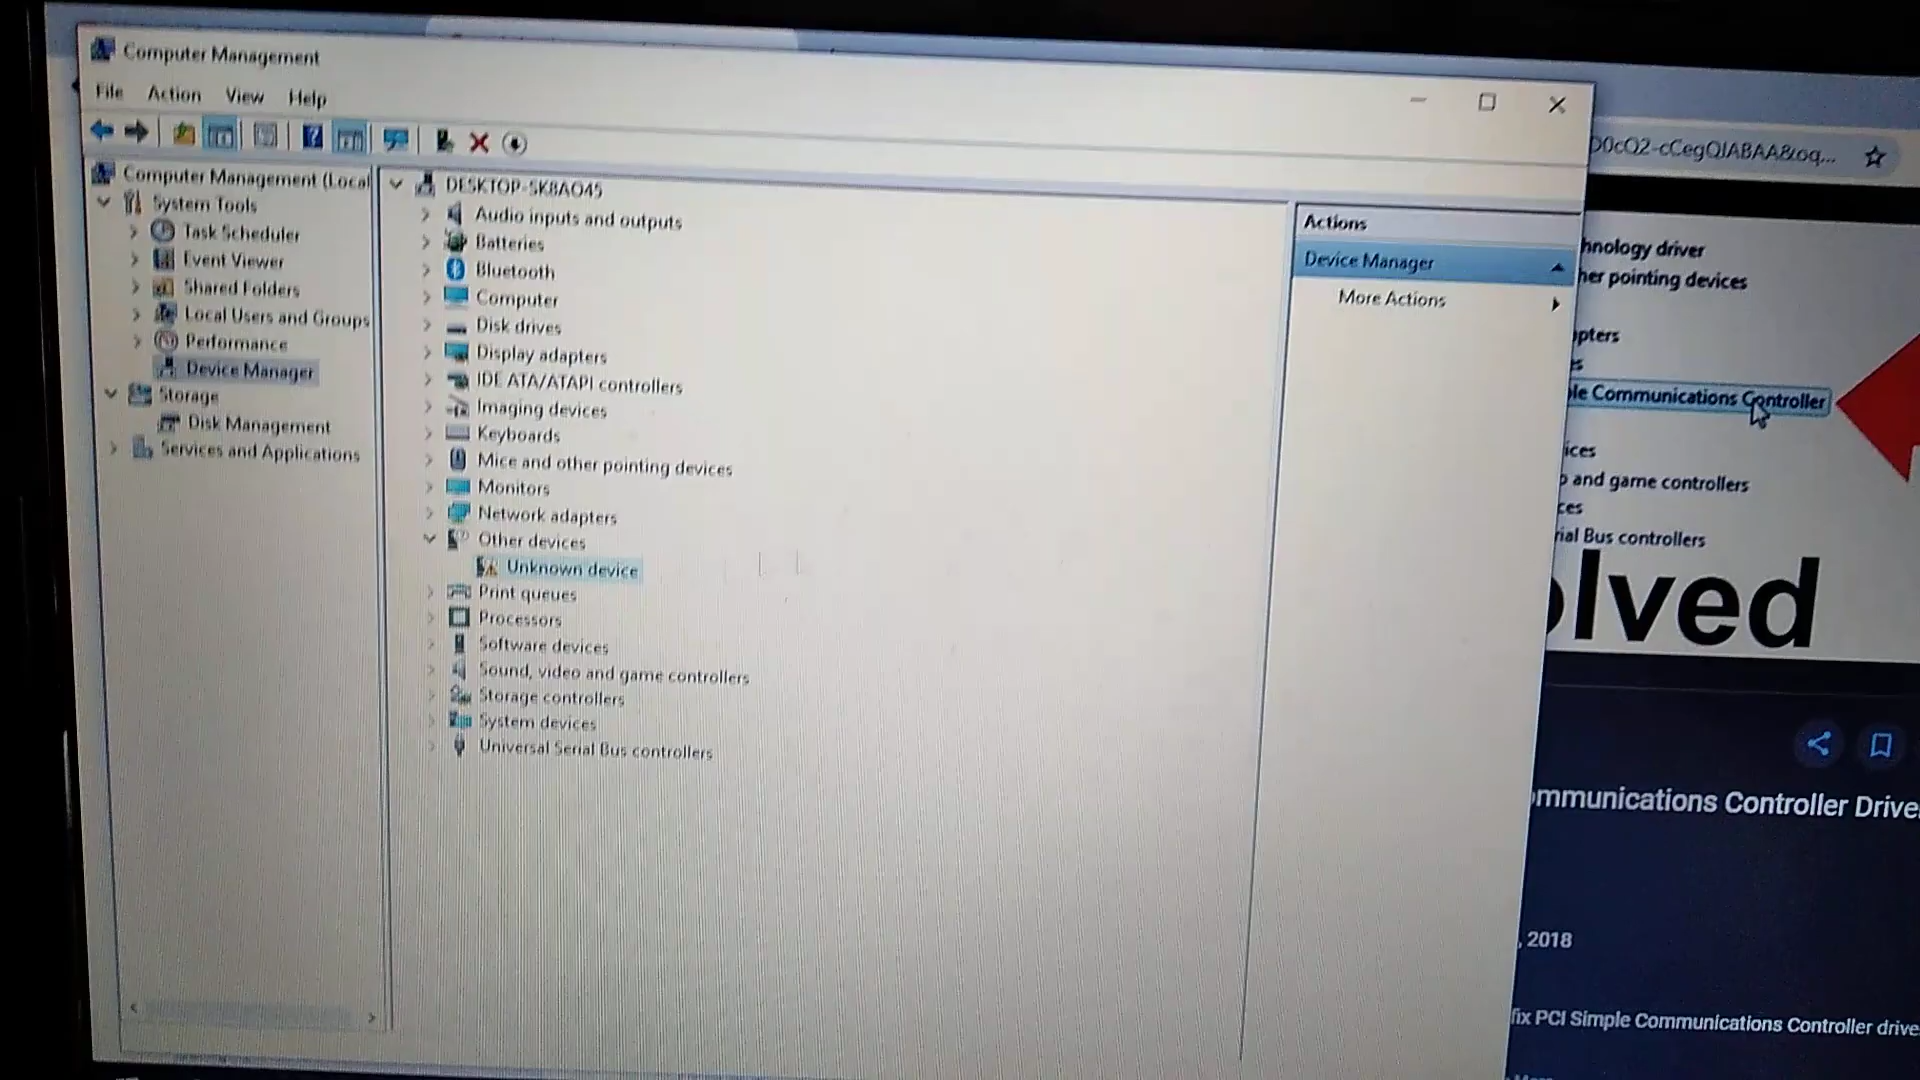 Computer Management
File Action View Help
Computer Management (Local
System Tools
Task Scheduler
Event Viewer
Shared Folders
Local Users and Groups
Performance
Device Manager
Storage
Disk Management
Services and Applications
DESKTOP-SK8AO45
Audio inputs and outputs
Batteries
Bluetooth
Computer
Disk drives
Display adapters
IDE ATA/ATAPI controllers
Imaging devices
Keyboards
Mice and other pointing devices
Monitors
Network adapters
Other devices
Unknown device
Print queues
Processors
Software devices
Sound, video and game controllers
Storage controllers
System devices
Universal Serial Bus controllers
Actions
Device Manager
More Actions
hnology driver
her pointing devices
pters
le Communications Controller
ices
and game controllers
ces
rial Bus controllers
olved
mmunications Controller Drive
, 2018
fix PCI Simple Communications Controller drive